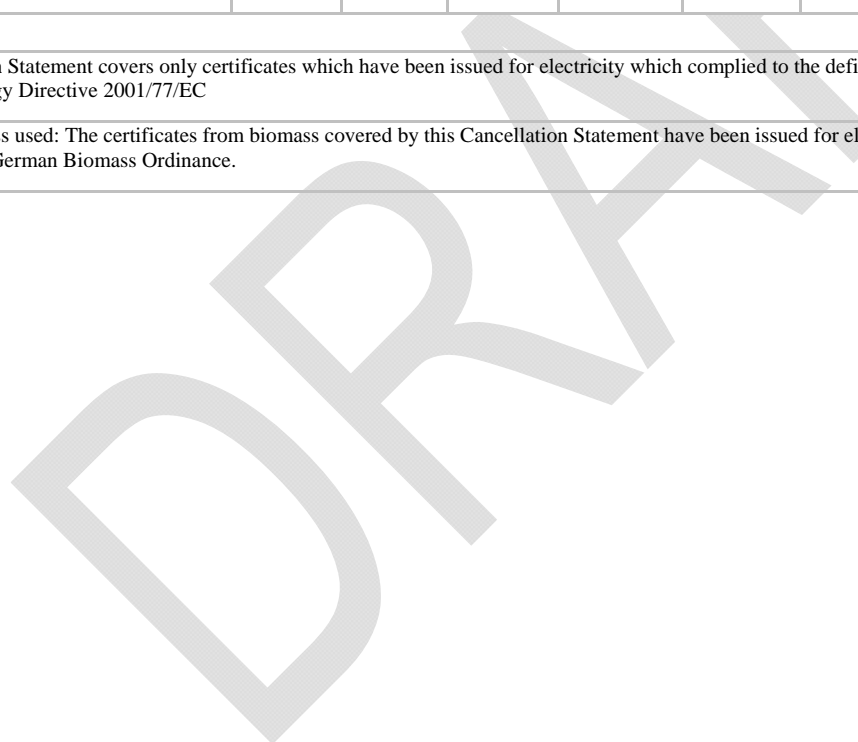 Statement covers only certificates which have been issued for electricity which complied to the defi
y Directive 2001/77/EC
s used: The certificates from biomass covered by this Cancellation Statement have been issued for el
German Biomass Ordinance.
DRA